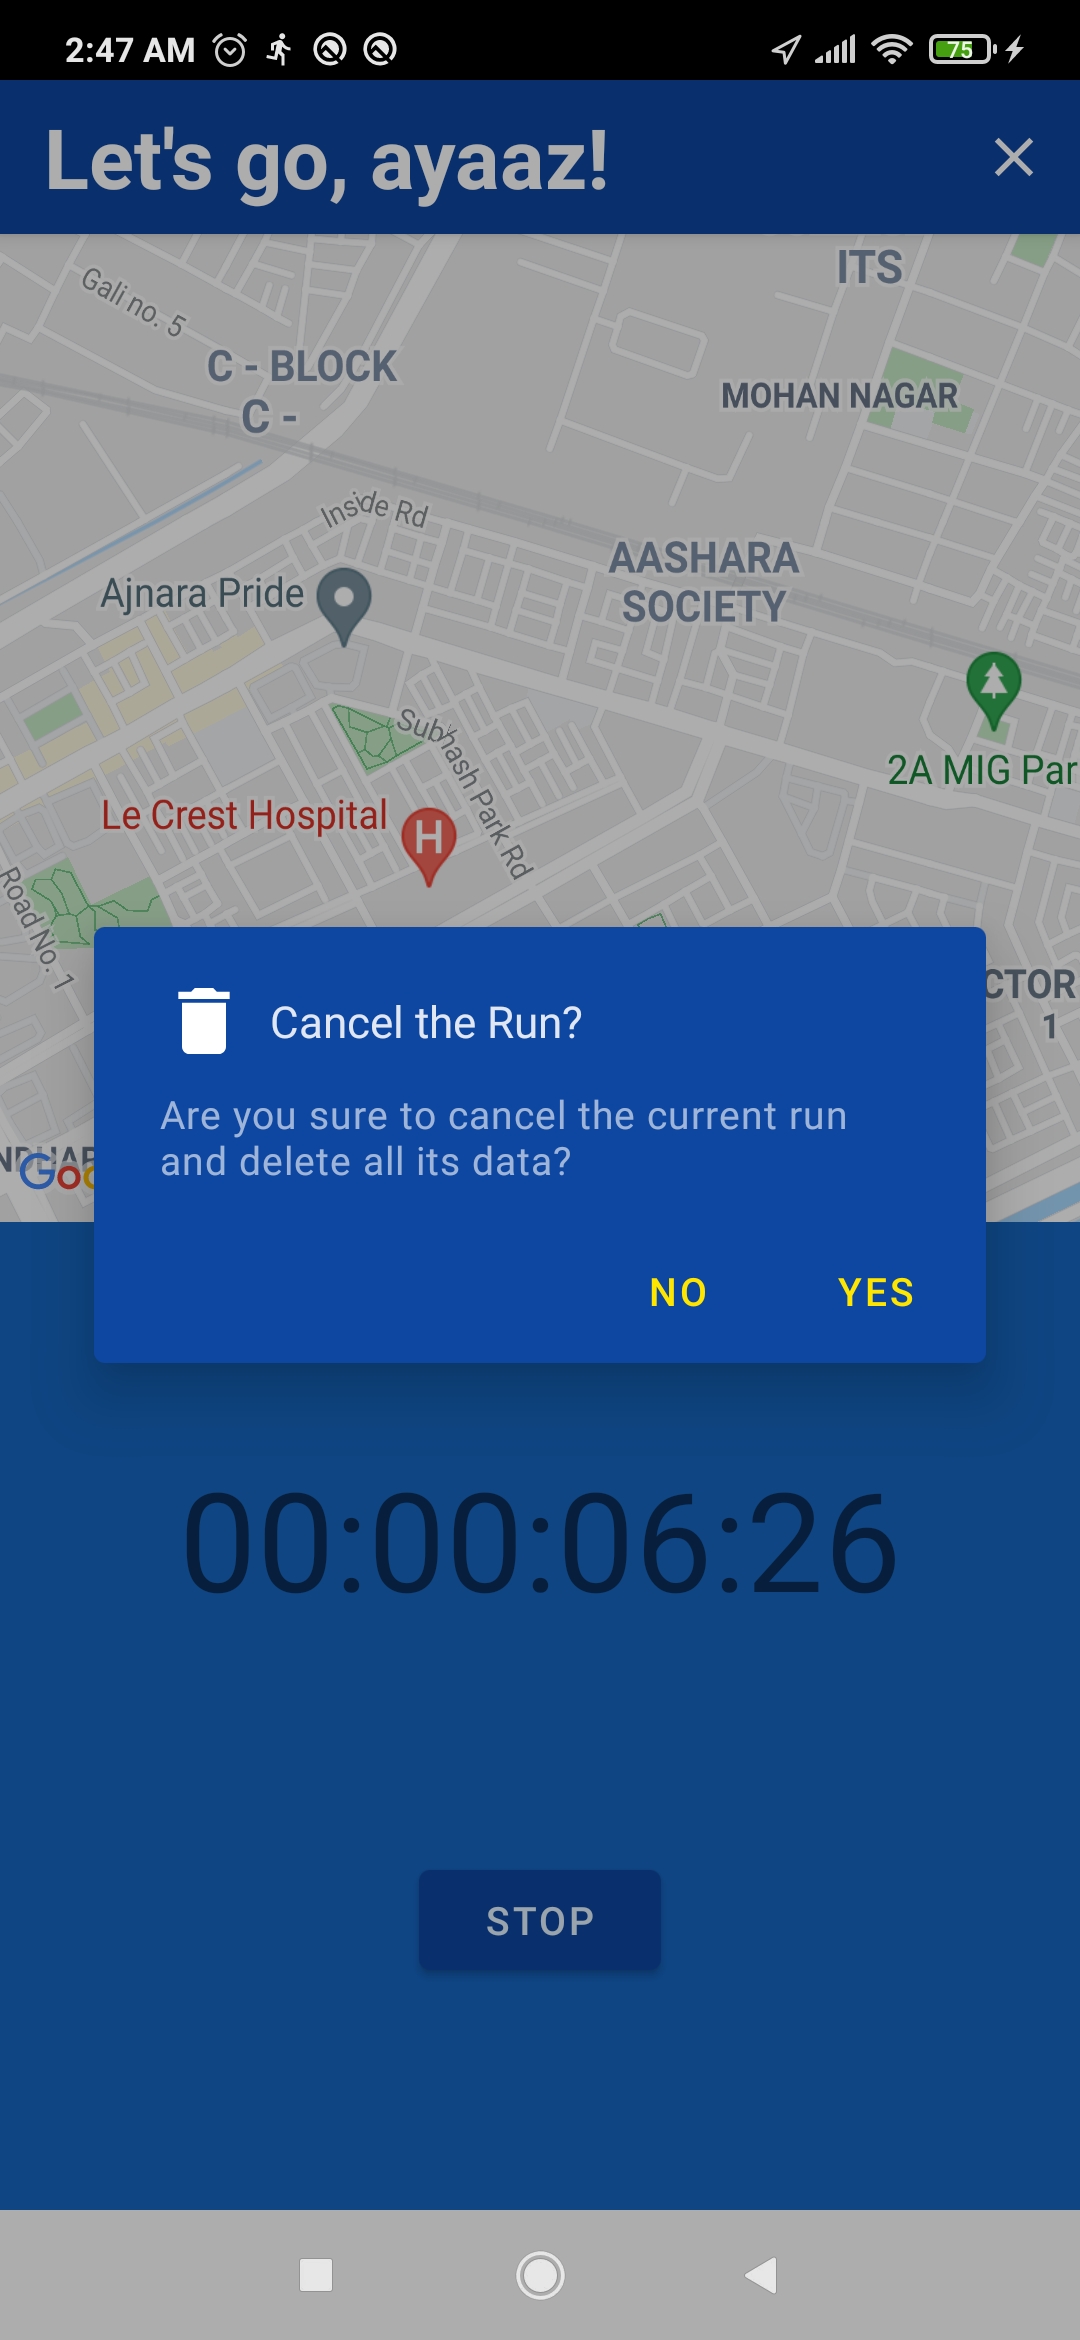 2:47 AM
75
Let's go, ayaaz!
ITS
Gali no. 5
C - BLOCK
C -
MOHAN NAGAR
Inside Rd
AASHARA
SOCIETY
Ajnara Pride
Subhash Park Rd
2A MIG Par
Le Crest Hospital
H
Road No. 1
CTOR
1
Cancel the Run?
Are you sure to cancel the current run
and delete all its data?
NO YES
00:00:06:26
STOP